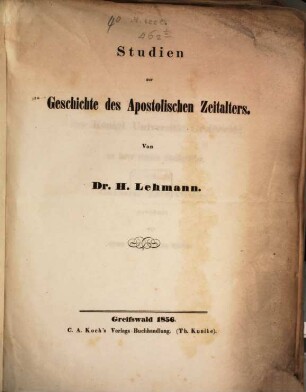 Studien
zur
Geschichte des Apostolischen Zeitalters.
Von
Dr. H. Lehmann.
Greifswald 1856.
C. A. Koch's Verlags Buchhandlung. (Th. Kunike).